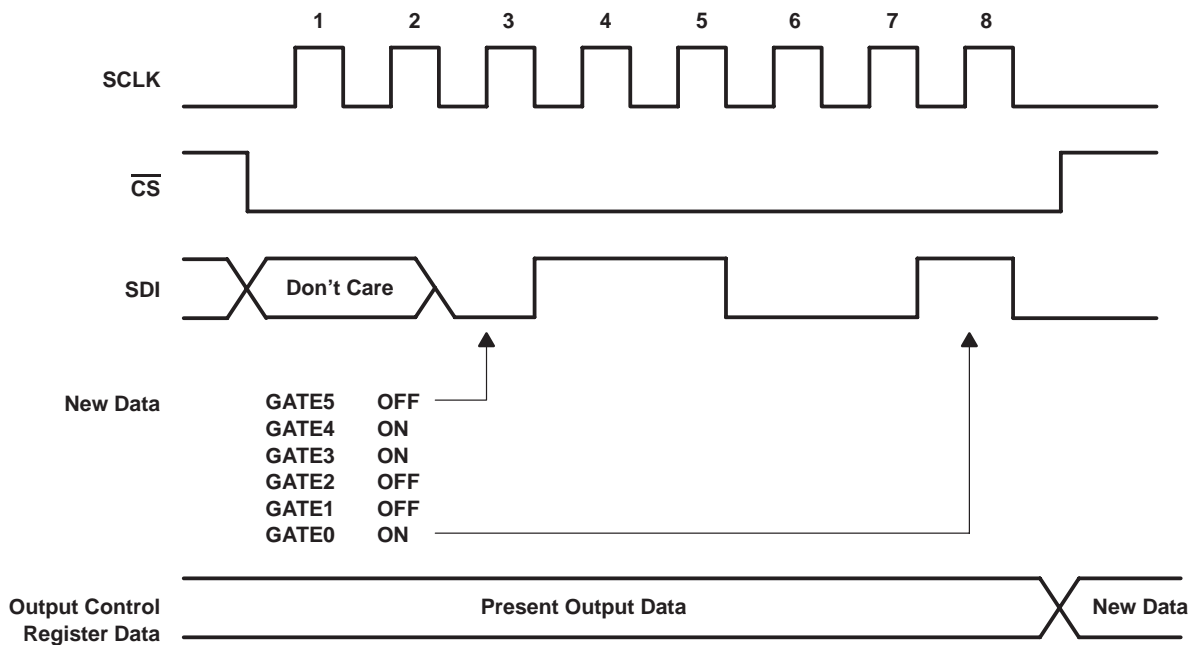 1 2 3 4 5 6 7 8
SCLK
CS
SDI
Don't Care
New Data
GATE5 OFF
GATE4 ON
GATE3 ON
GATE2 OFF
GATE1 OFF
GATE0 ON
Output Control
Register Data
Present Output Data
New Data